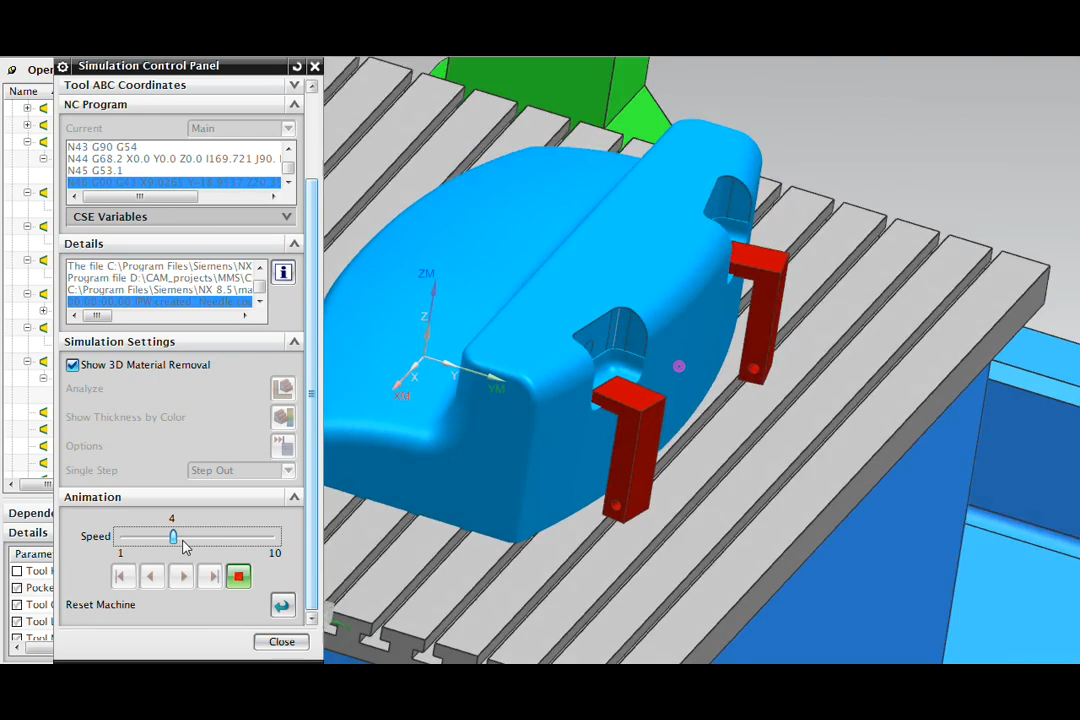 Oper
Simulation Control Panel
Name
Tool ABC Coordinates
NC Program
Current
Main
N43 G90 G54
N44 G68.2 X0.0 Y0.0 Z0.0 I169.721 J90.
N45 G53.1
CSE Variables
Details
The file C:\Program Files\Siemens\NX
Program file D:\CAM_projects\MMS\C
C:\Program Files\Siemens\NX 8.5\ma
Simulation Settings
Show 3D Material Removal
Analyze
Show Thickness by Color
Options
Single Step
Step Out
Animation
Depende
4
Details
Speed
Parame
1
10
Tool H
Pocke
Tool
Reset Machine
Tool L
Tool
Close
ZM
Z
X
Y
YM